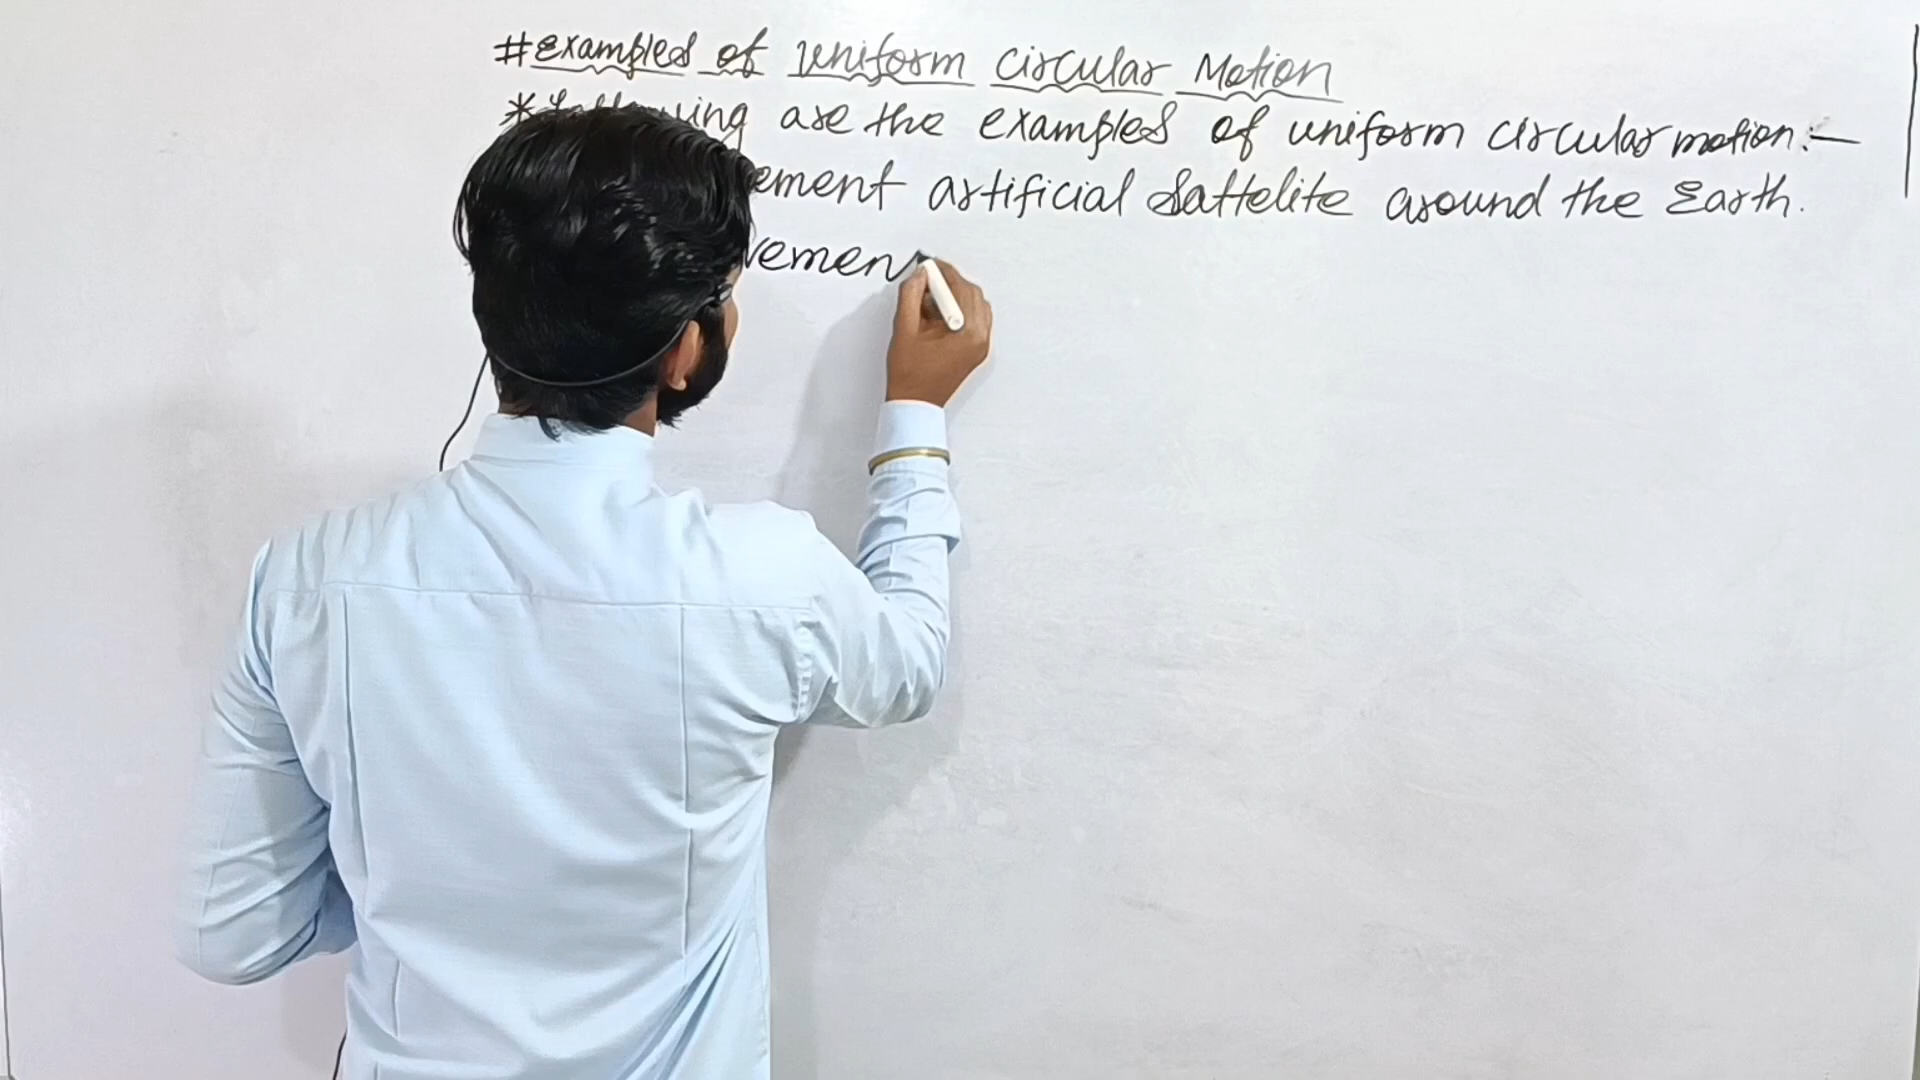 #Examples of Uniform Circular Motion
* are the examples of uniform circular motion:-
ement artificial Sattelite around the Earth.
vemen